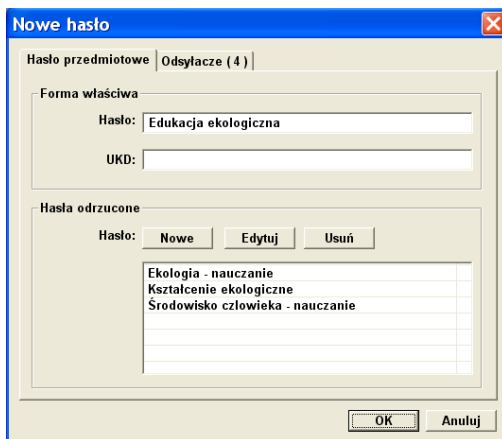 Nowe hasło
Hasło przedmiotowe Odsyłacze ( 4 )
Forma właściwa
Hasło: Edukacja ekologiczna
UKD:
Hasła odrzucone
Hasło: Nowe Edytuj Usuń
Ekologia - nauczanie
Kształcenie ekologiczne
Środowisko czlowieka - nauczanie
OK Anuluj